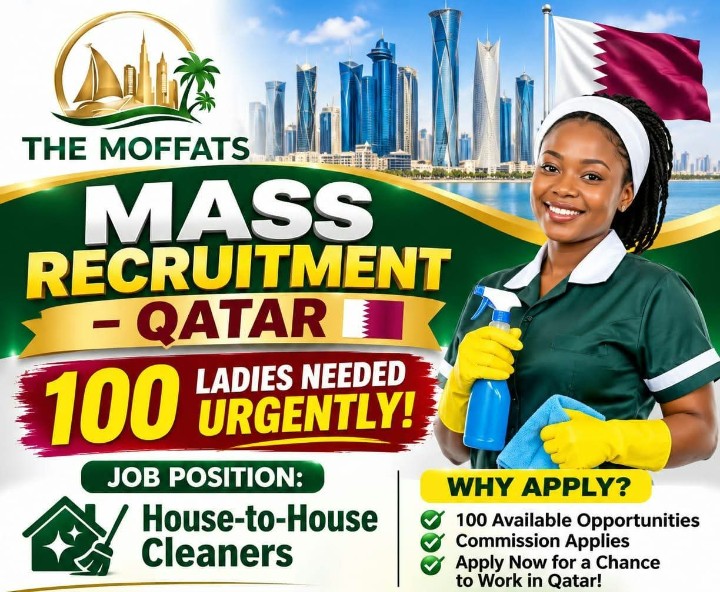 THE MOFFATS
MASS
RECRUITMENT
– QATAR
100 LADIES NEEDED
URGENTLY!
JOB POSITION:
House-to-House
Cleaners
WHY APPLY?
100 Available Opportunities
Commission Applies
Apply Now for a Chance
to Work in Qatar!